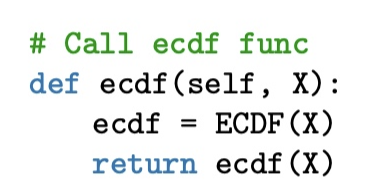 # Call ecdf func
def ecdf(self, X):
    ecdf = ECDF(X)
    return ecdf(X)